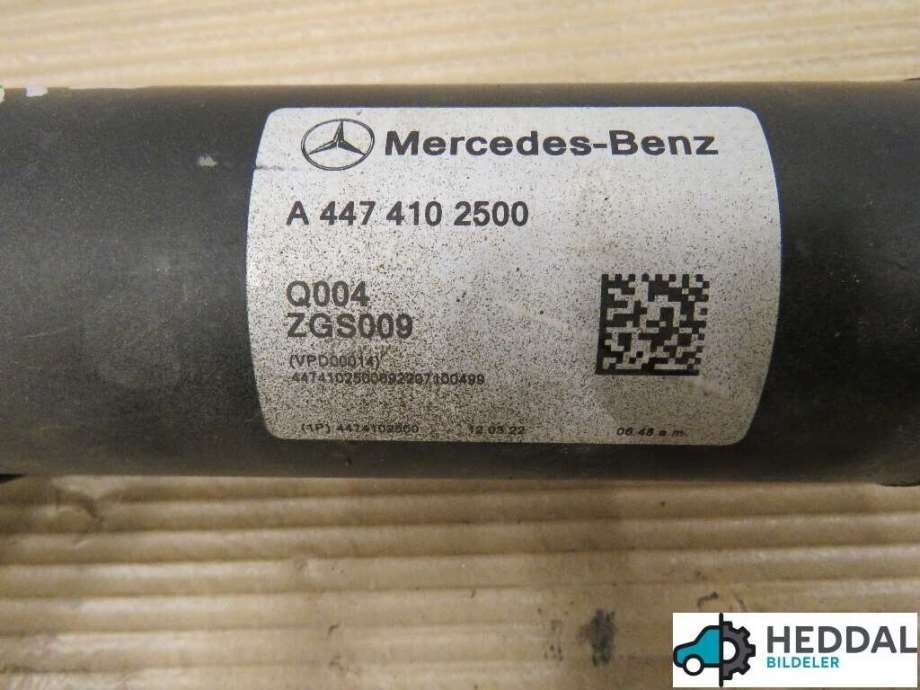 Mercedes-Benz
A 447 410 2500
Q004
ZGS009
(VPD00014)
(1P) 4474102500 12.03.22 06.48 a.m.
HEDDAL
BILDELER